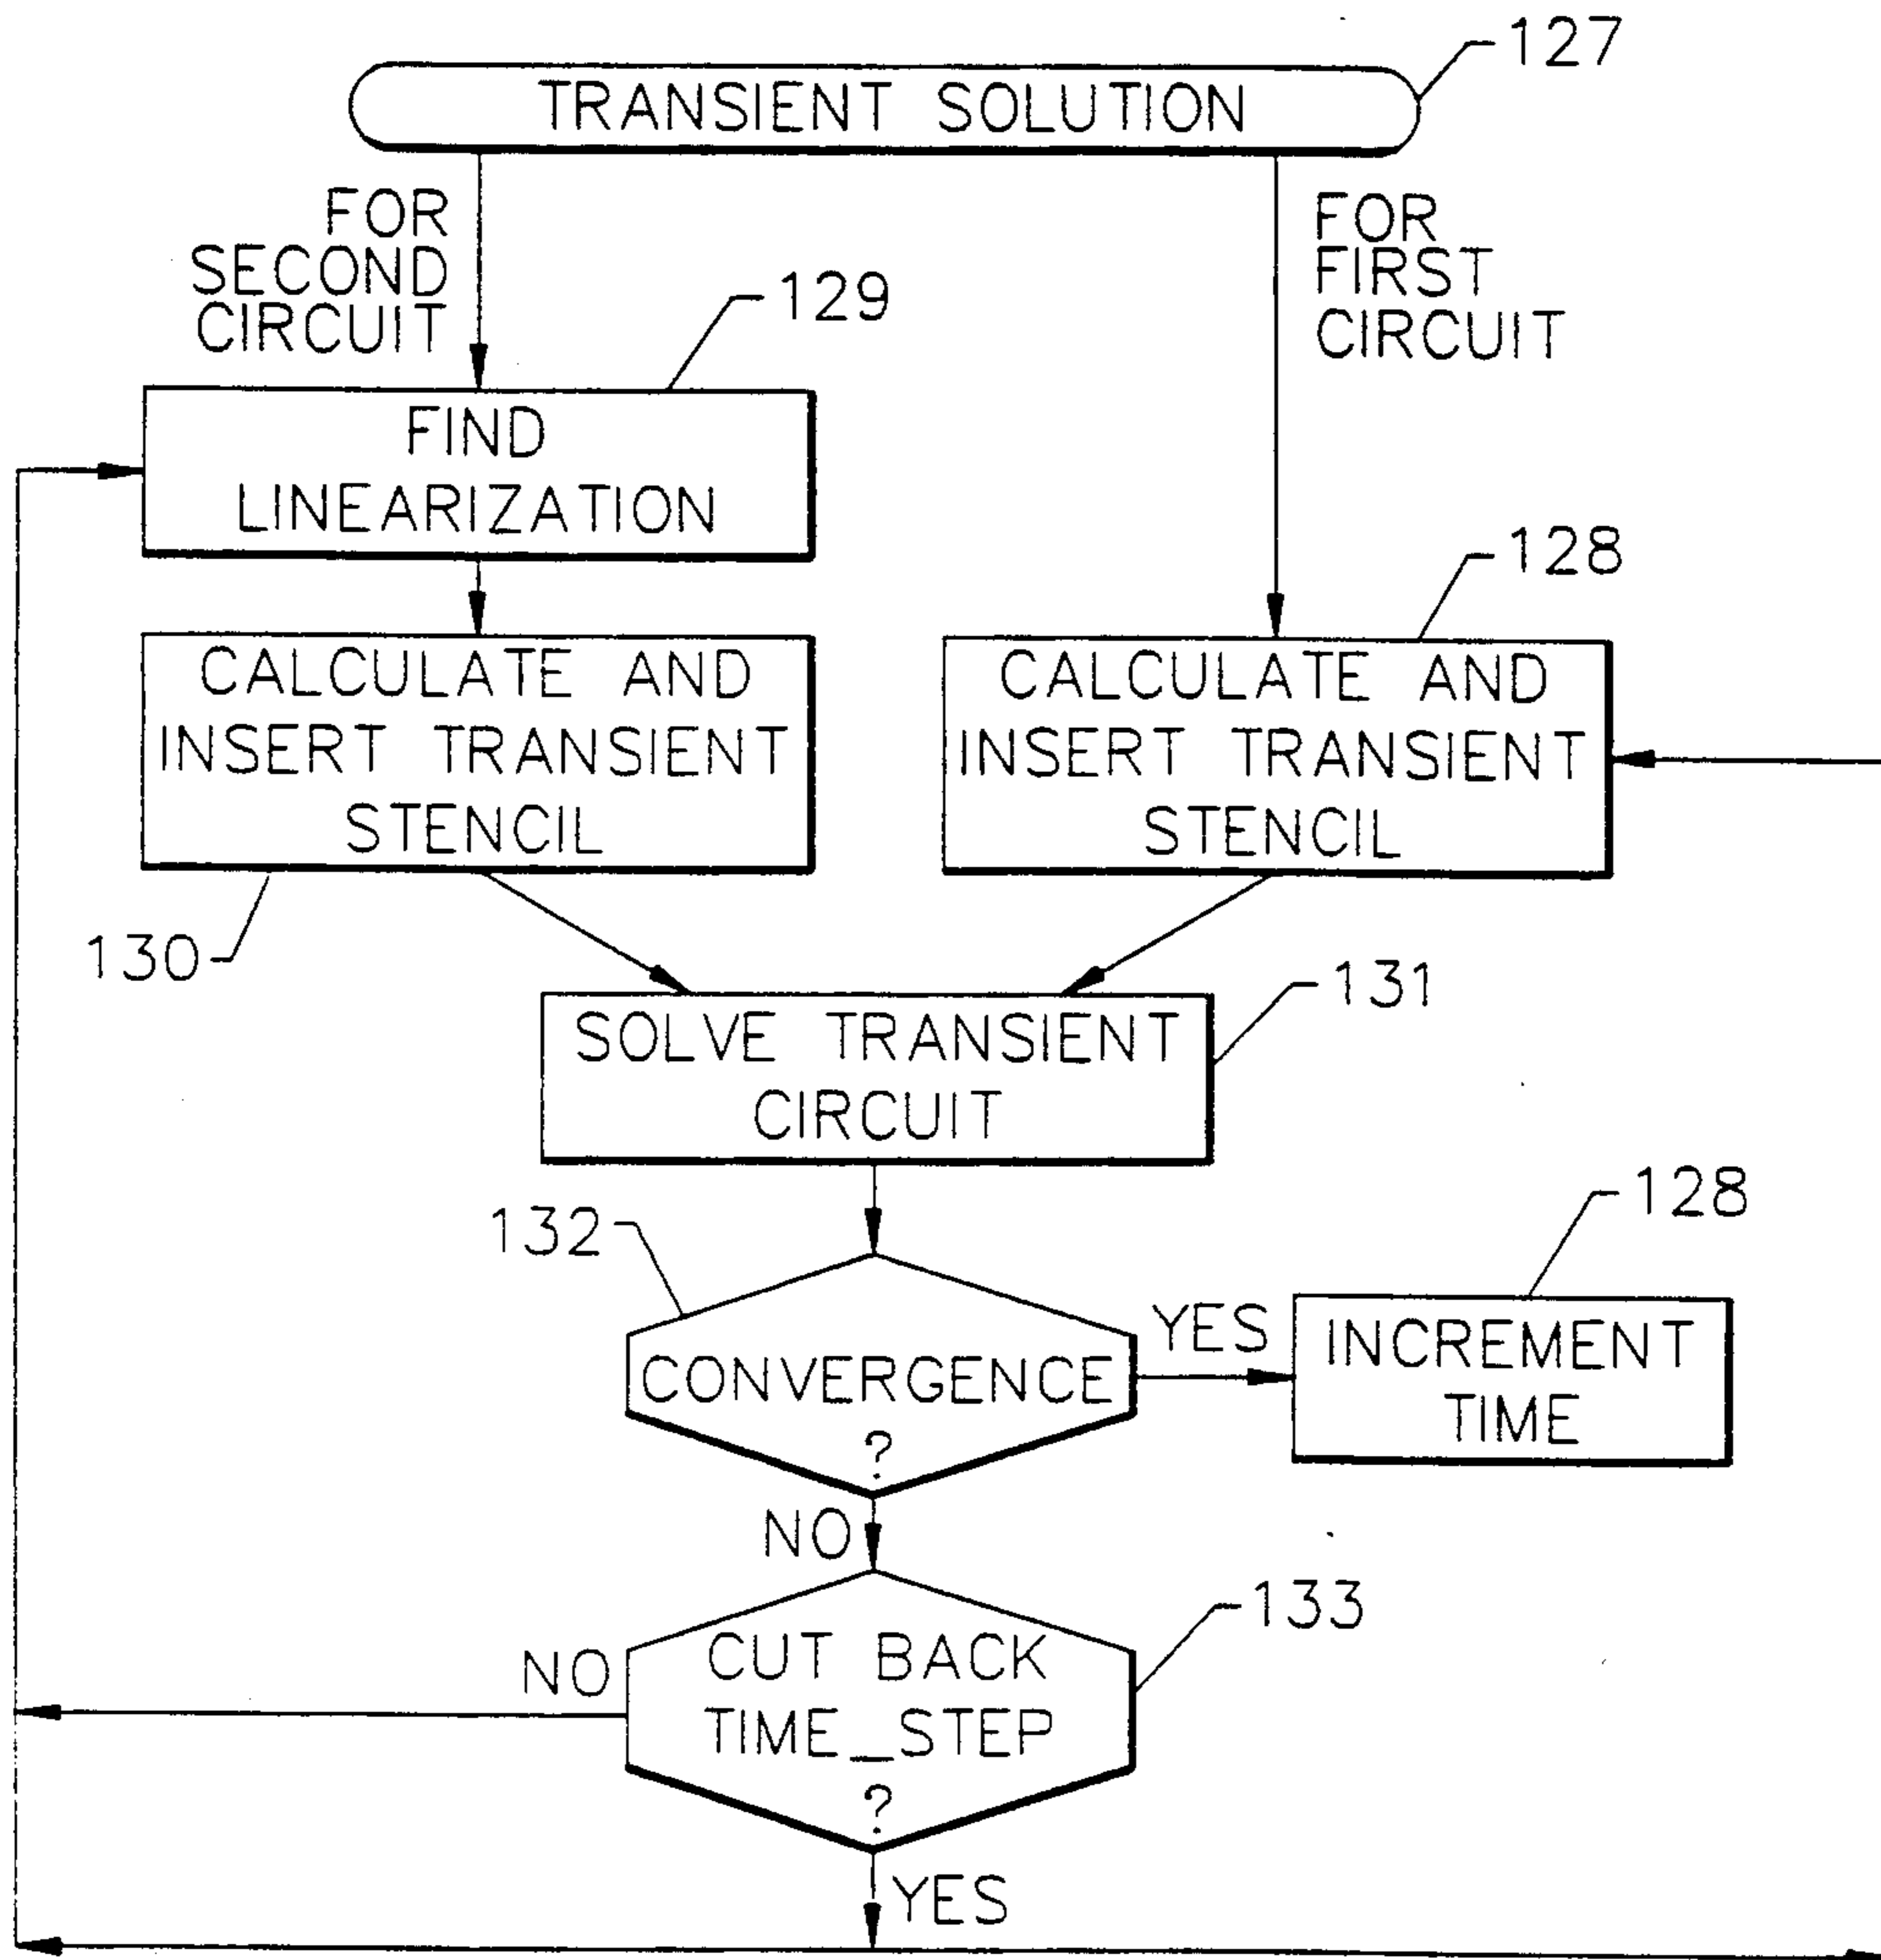 127
TRANSIENT SOLUTION
FOR
SECOND
CIRCUIT
FOR
FIRST
CIRCUIT
129
FIND
LINEARIZATION
128
CALCULATE AND
INSERT TRANSIENT
STENCIL
CALCULATE AND
INSERT TRANSIENT
STENCIL
130
131
SOLVE TRANSIENT
CIRCUIT
132
128
CONVERGENCE
?
YES
INCREMENT
TIME
NO
133
CUT BACK
TIME_STEP
?
NO
YES